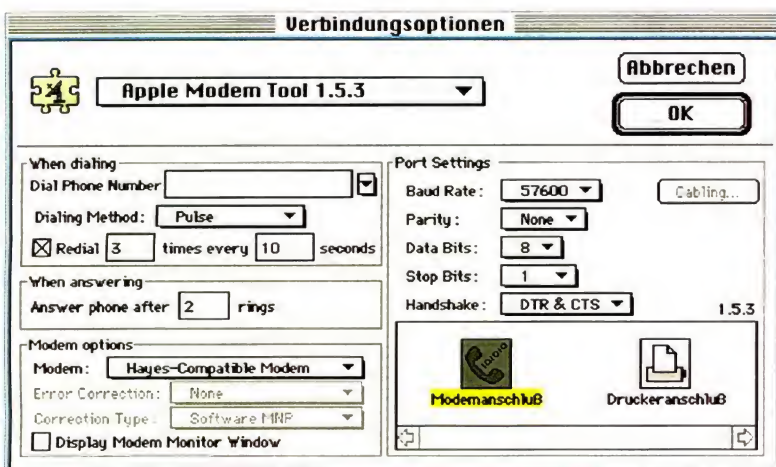 Verbindungsoptionen
Apple Modem Tool 1.5.3
Abbrechen
OK
When dialing
Dial Phone Number
Dialing Method: Pulse
Redial 3 times every 10 seconds
When answering
Answer phone after 2 rings
Modem options
Modem: Hayes-Compatible Modem
Error Correction: None
Correction Type: Software MNP
Display Modem Monitor Window
Port Settings
Baud Rate: 57600
Cabling...
Parity: None
Data Bits: 8
Stop Bits: 1
Handshake: DTR & CTS
1.5.3
Modemanschluß
Druckeranschluß